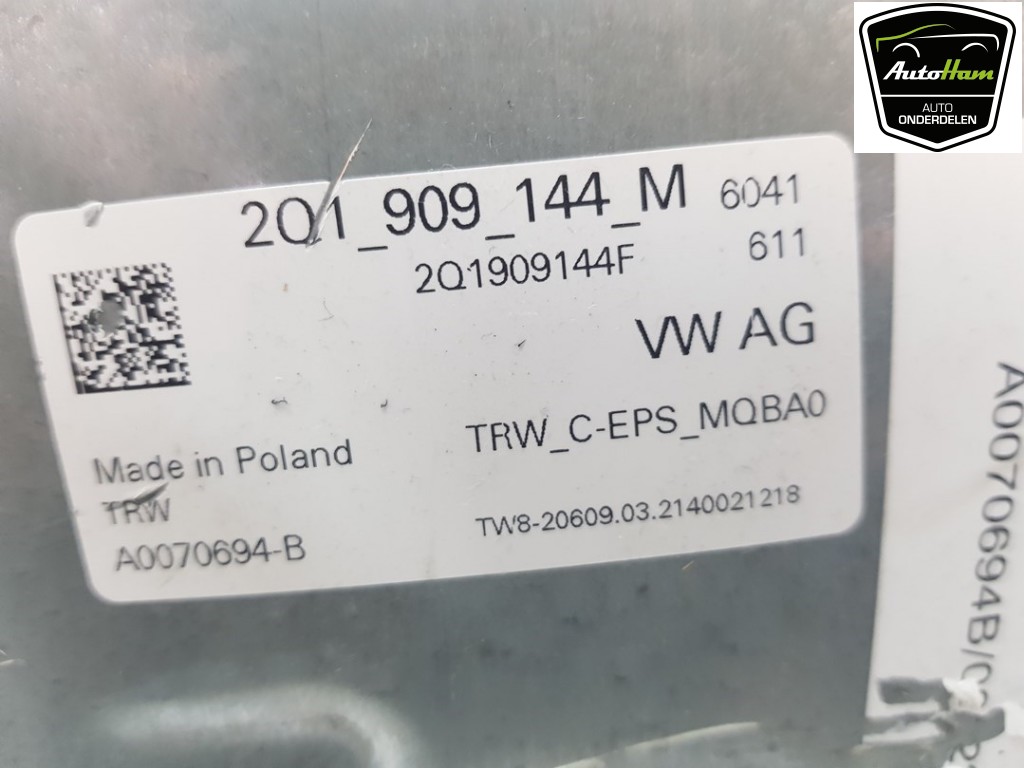 AutoHam
AUTO
ONDERDELEN
2Q1_909_144_M 6041
2Q1909144F 611
VW AG
TRW_C-EPS_MQBA0
Made in Poland
TRW
TW8-20609.03.2140021218
A0070694-B
A0070694B/